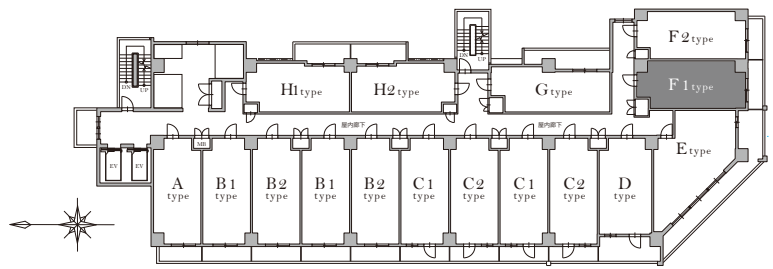 F2type
DN
UP
DN
UP
H1type
H2type
Gtype
F1type
屋内廊下
屋内廊下
MB
Etype
EV
EV
A
type
B1
type
B2
type
B1
type
B2
type
C1
type
C2
type
C1
type
C2
type
D
type